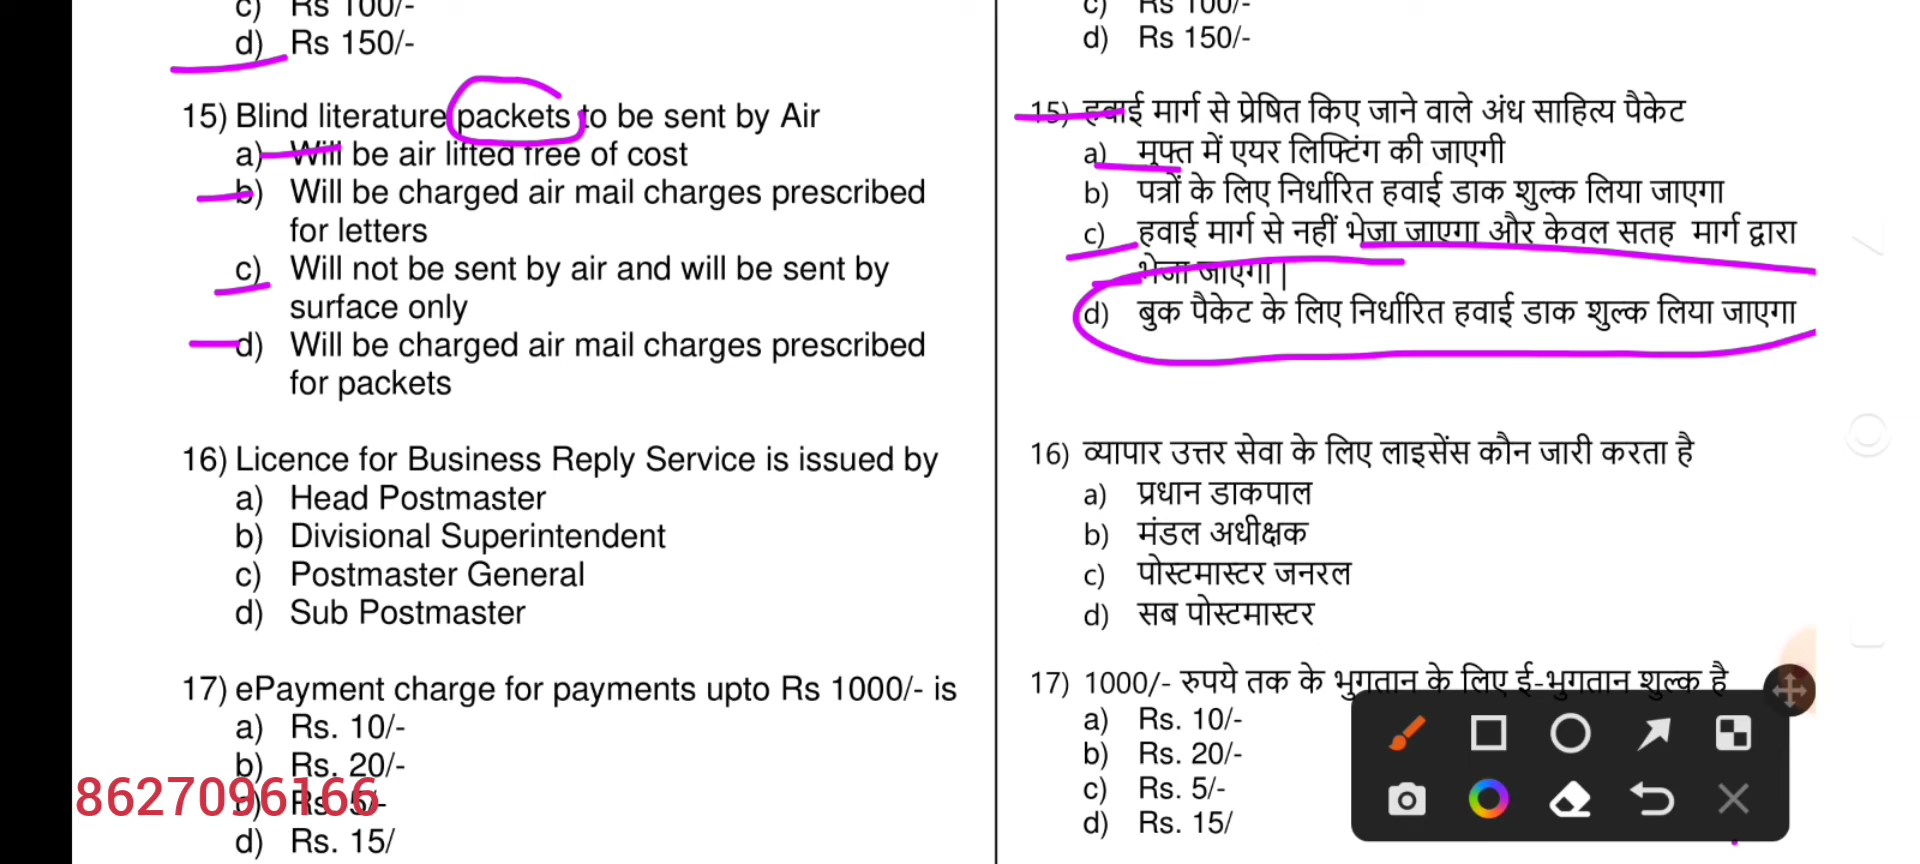 c) Rs 100/-
d) Rs 150/-
15) Blind literature packets to be sent by Air
a) Will be air lifted free of cost
b) Will be charged air mail charges prescribed
for letters
c) Will not be sent by air and will be sent by
surface only
d) Will be charged air mail charges prescribed
for packets
16) Licence for Business Reply Service is issued by
a) Head Postmaster
b) Divisional Superintendent
c) Postmaster General
d) Sub Postmaster
17) ePayment charge for payments upto Rs 1000/- is
a) Rs. 10/-
b) Rs. 20/-
c) Rs. 5/-
d) Rs. 15/
8627096166
c) Rs 100/-
d) Rs 150/-
15) हवाई मार्ग से प्रेषित किए जाने वाले अंध साहित्य पैकेट
a) मुफ्त में एयर लिफ्टिंग की जाएगी
b) पत्रों के लिए निर्धारित हवाई डाक शुल्क लिया जाएगा
c) हवाई मार्ग से नहीं भेजा जाएगा और केवल सतह मार्ग द्वारा
भेजा जाएगा|
d) बुक पैकेट के लिए निर्धारित हवाई डाक शुल्क लिया जाएगा
16) व्यापार उत्तर सेवा के लिए लाइसेंस कौन जारी करता है
a) प्रधान डाकपाल
b) मंडल अधीक्षक
c) पोस्टमास्टर जनरल
d) सब पोस्टमास्टर
17) 1000/- रुपये तक के भुगतान के लिए ई-भुगतान शुल्क है
a) Rs. 10/-
b) Rs. 20/-
c) Rs. 5/-
d) Rs. 15/